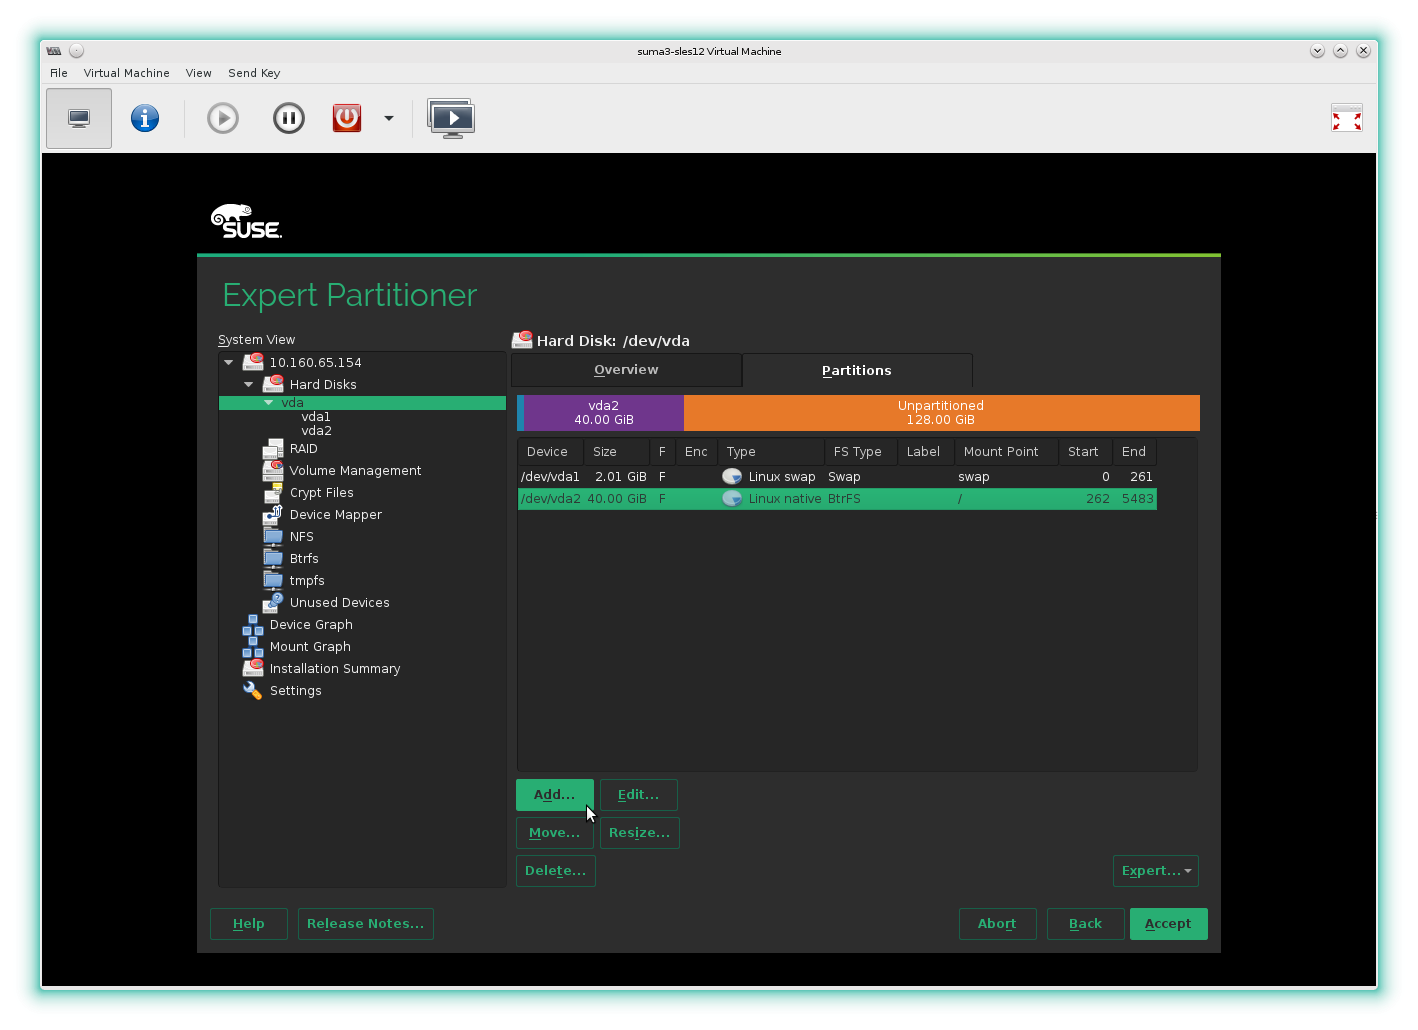 suma3-sles12 Virtual Machine
File Virtual Machine View Send Key
SUSE.
Expert Partitioner
System View
10.160.65.154
Hard Disks
vda
vda1
vda2
RAID
Volume Management
Crypt Files
Device Mapper
NFS
Btrfs
tmpfs
Unused Devices
Device Graph
Mount Graph
Installation Summary
Settings
Hard Disk: /dev/vda
Overview Partitions
vda2 Unpartitioned
40.00 GiB 128.00 GiB
Device Size F Enc Type FS Type Label Mount Point Start End
/dev/vda1 2.01 GiB F Linux swap Swap swap 0 261
/dev/vda2 40.00 GiB F Linux native BtrFS / 262 5483
Add... Edit...
Move... Resize...
Delete... Expert...
Help Release Notes... Abort Back Accept